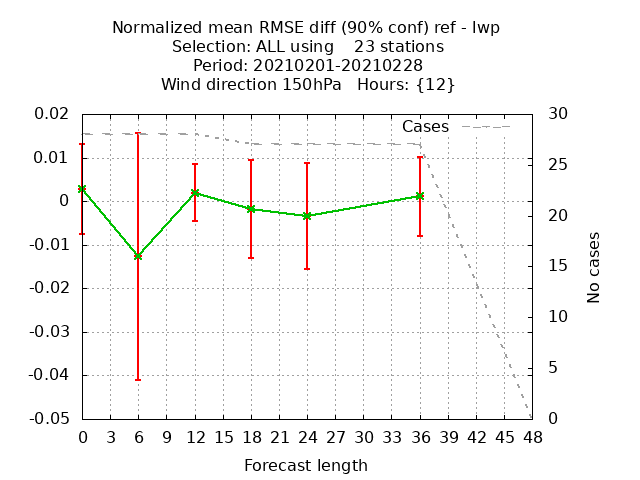 Normalized mean RMSE diff (90% conf) ref - lwp
Selection: ALL using    23 stations
Period: 20210201-20210228
Wind direction 150hPa   Hours: {12}
Cases
0.02
0.01
0
-0.01
-0.02
-0.03
-0.04
-0.05
30
25
20
15
10
5
0
No cases
0 3 6 9 12 15 18 21 24 27 30 33 36 39 42 45 48
Forecast length